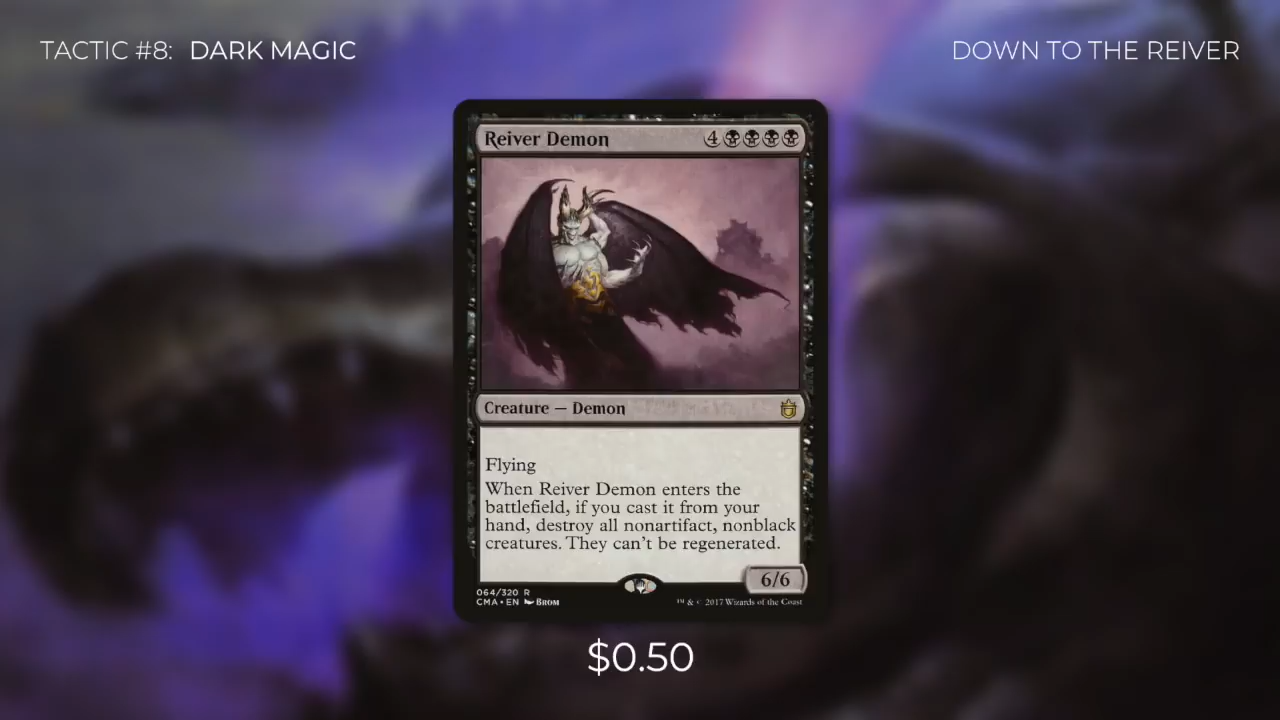 TACTIC #8: DARK MAGIC
DOWN TO THE REIVER
Reiver Demon 4
Creature — Demon
Flying
When Reiver Demon enters the
battlefield, if you cast it from your
hand, destroy all nonartifact, nonblack
creatures. They can't be regenerated.
6/6
064/320 R
CMA • EN BROM
™ & © 2017 Wizards of the Coast
$0.50